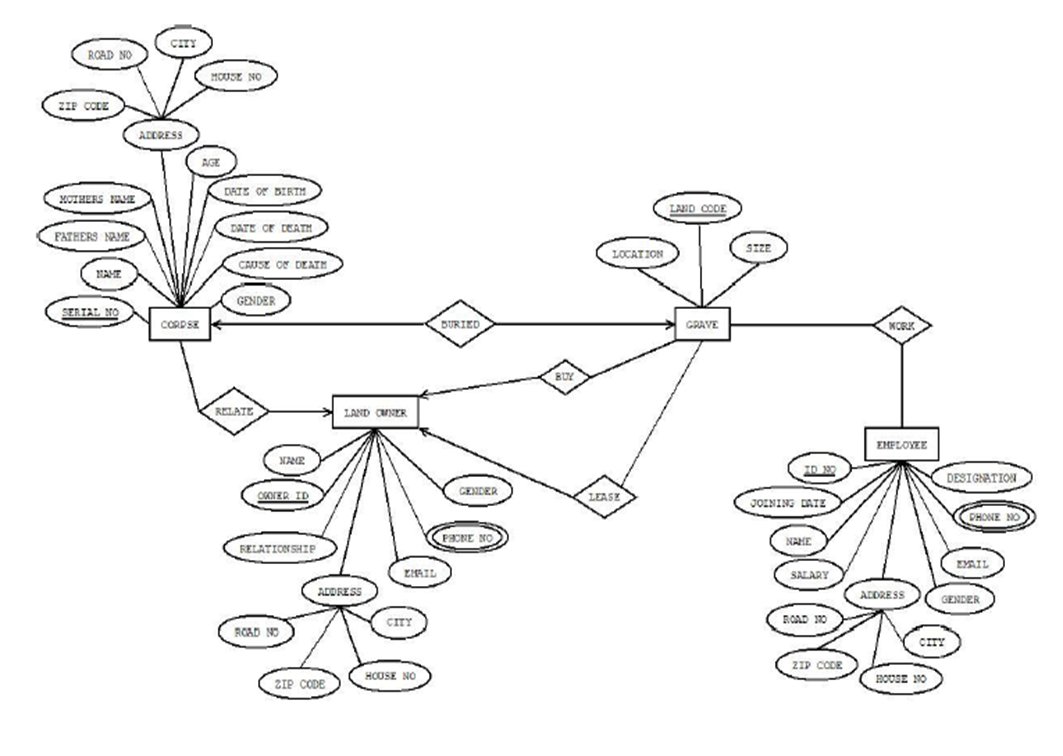 CITY
ROAD NO
HOUSE NO
ZIP CODE
ADDRESS
AGE
DATE OF BIRTH
MOTHERS NAME
DATE OF DEATH
FATHERS NAME
CAUSE OF DEATH
NAME
GENDER
SERIAL NO
CORPSE
BURIED
LAND CODE
LOCATION
SIZE
GRAVE
WORK
BUY
RELATE
LAND OWNER
LEASE
NAME
OWNER ID
GENDER
RELATIONSHIP
PHONE NO
EMAIL
ADDRESS
ROAD NO
CITY
ZIP CODE
HOUSE NO
EMPLOYEE
ID NO
DESIGNATION
JOINING DATE
PHONE NO
NAME
EMAIL
SALARY
ADDRESS
GENDER
ROAD NO
CITY
ZIP CODE
HOUSE NO